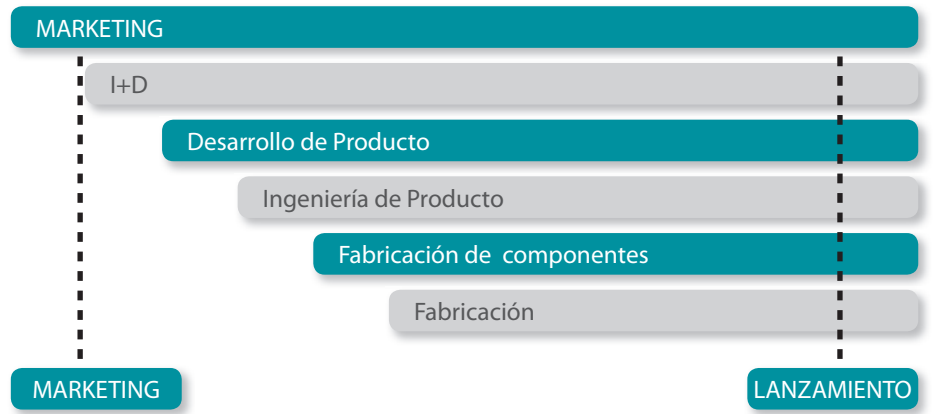 MARKETING
I+D
Desarrollo de Producto
Ingeniería de Producto
Fabricación de componentes
Fabricación
MARKETING
LANZAMIENTO